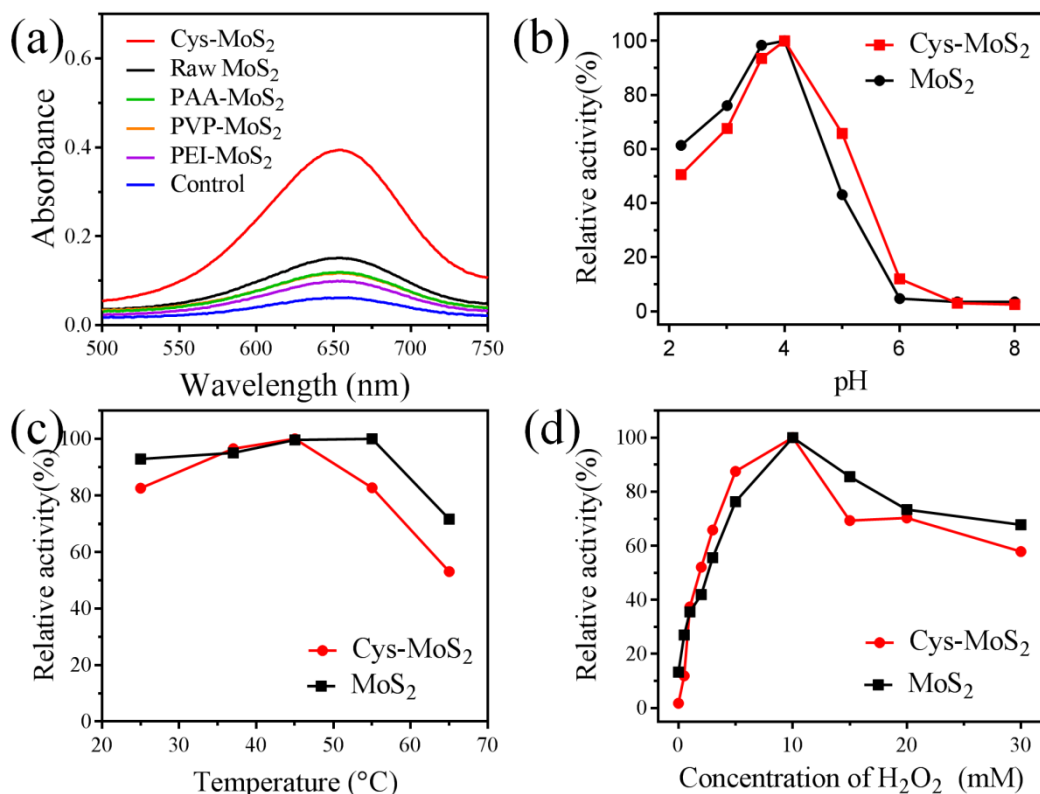 (a)
0.6
0.4
0.2
0.0
Absorbance
Cys-MoS₂
Raw MoS₂
PAA-MoS₂
PVP-MoS₂
PEI-MoS₂
Control
500 550 600 650 700 750
Wavelength (nm)
(b)
100
80
60
40
20
0
Relative activity(%)
Cys-MoS₂
MoS₂
2 4 6 8
pH
(c)
100
80
60
40
20
0
Relative activity(%)
Cys-MoS₂
MoS₂
20 30 40 50 60 70
Temperature (°C)
(d)
100
80
60
40
20
0
Relative activity(%)
Cys-MoS₂
MoS₂
0 10 20 30
Concentration of H₂O₂ (mM)